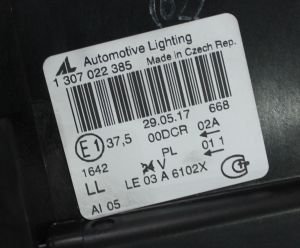 AL Automotive Lighting
1 307 022 385 Made in Czech Rep.
29.05.17 668
E1 37,5 00DCR 02A
1642 PL 01 1
LL V
LE 03 A 6102X
AI 05